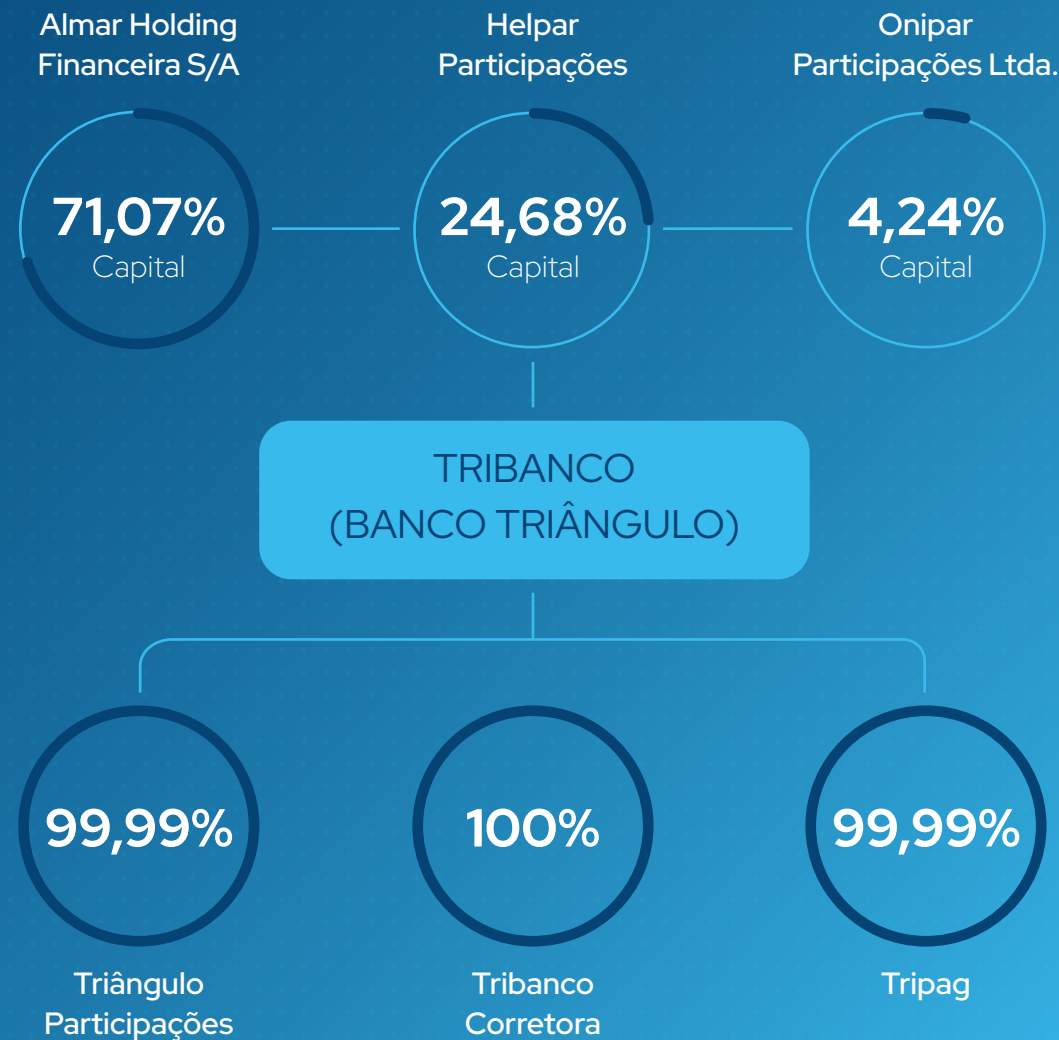 Almar Holding
Financeira S/A
Helpar
Participações
Onipar
Participações Ltda.
71,07%
Capital
24,68%
Capital
4,24%
Capital
TRIBANCO
(BANCO TRIÂNGULO)
99,99%
100%
99,99%
Triângulo
Participações
Tribanco
Corretora
Tripag